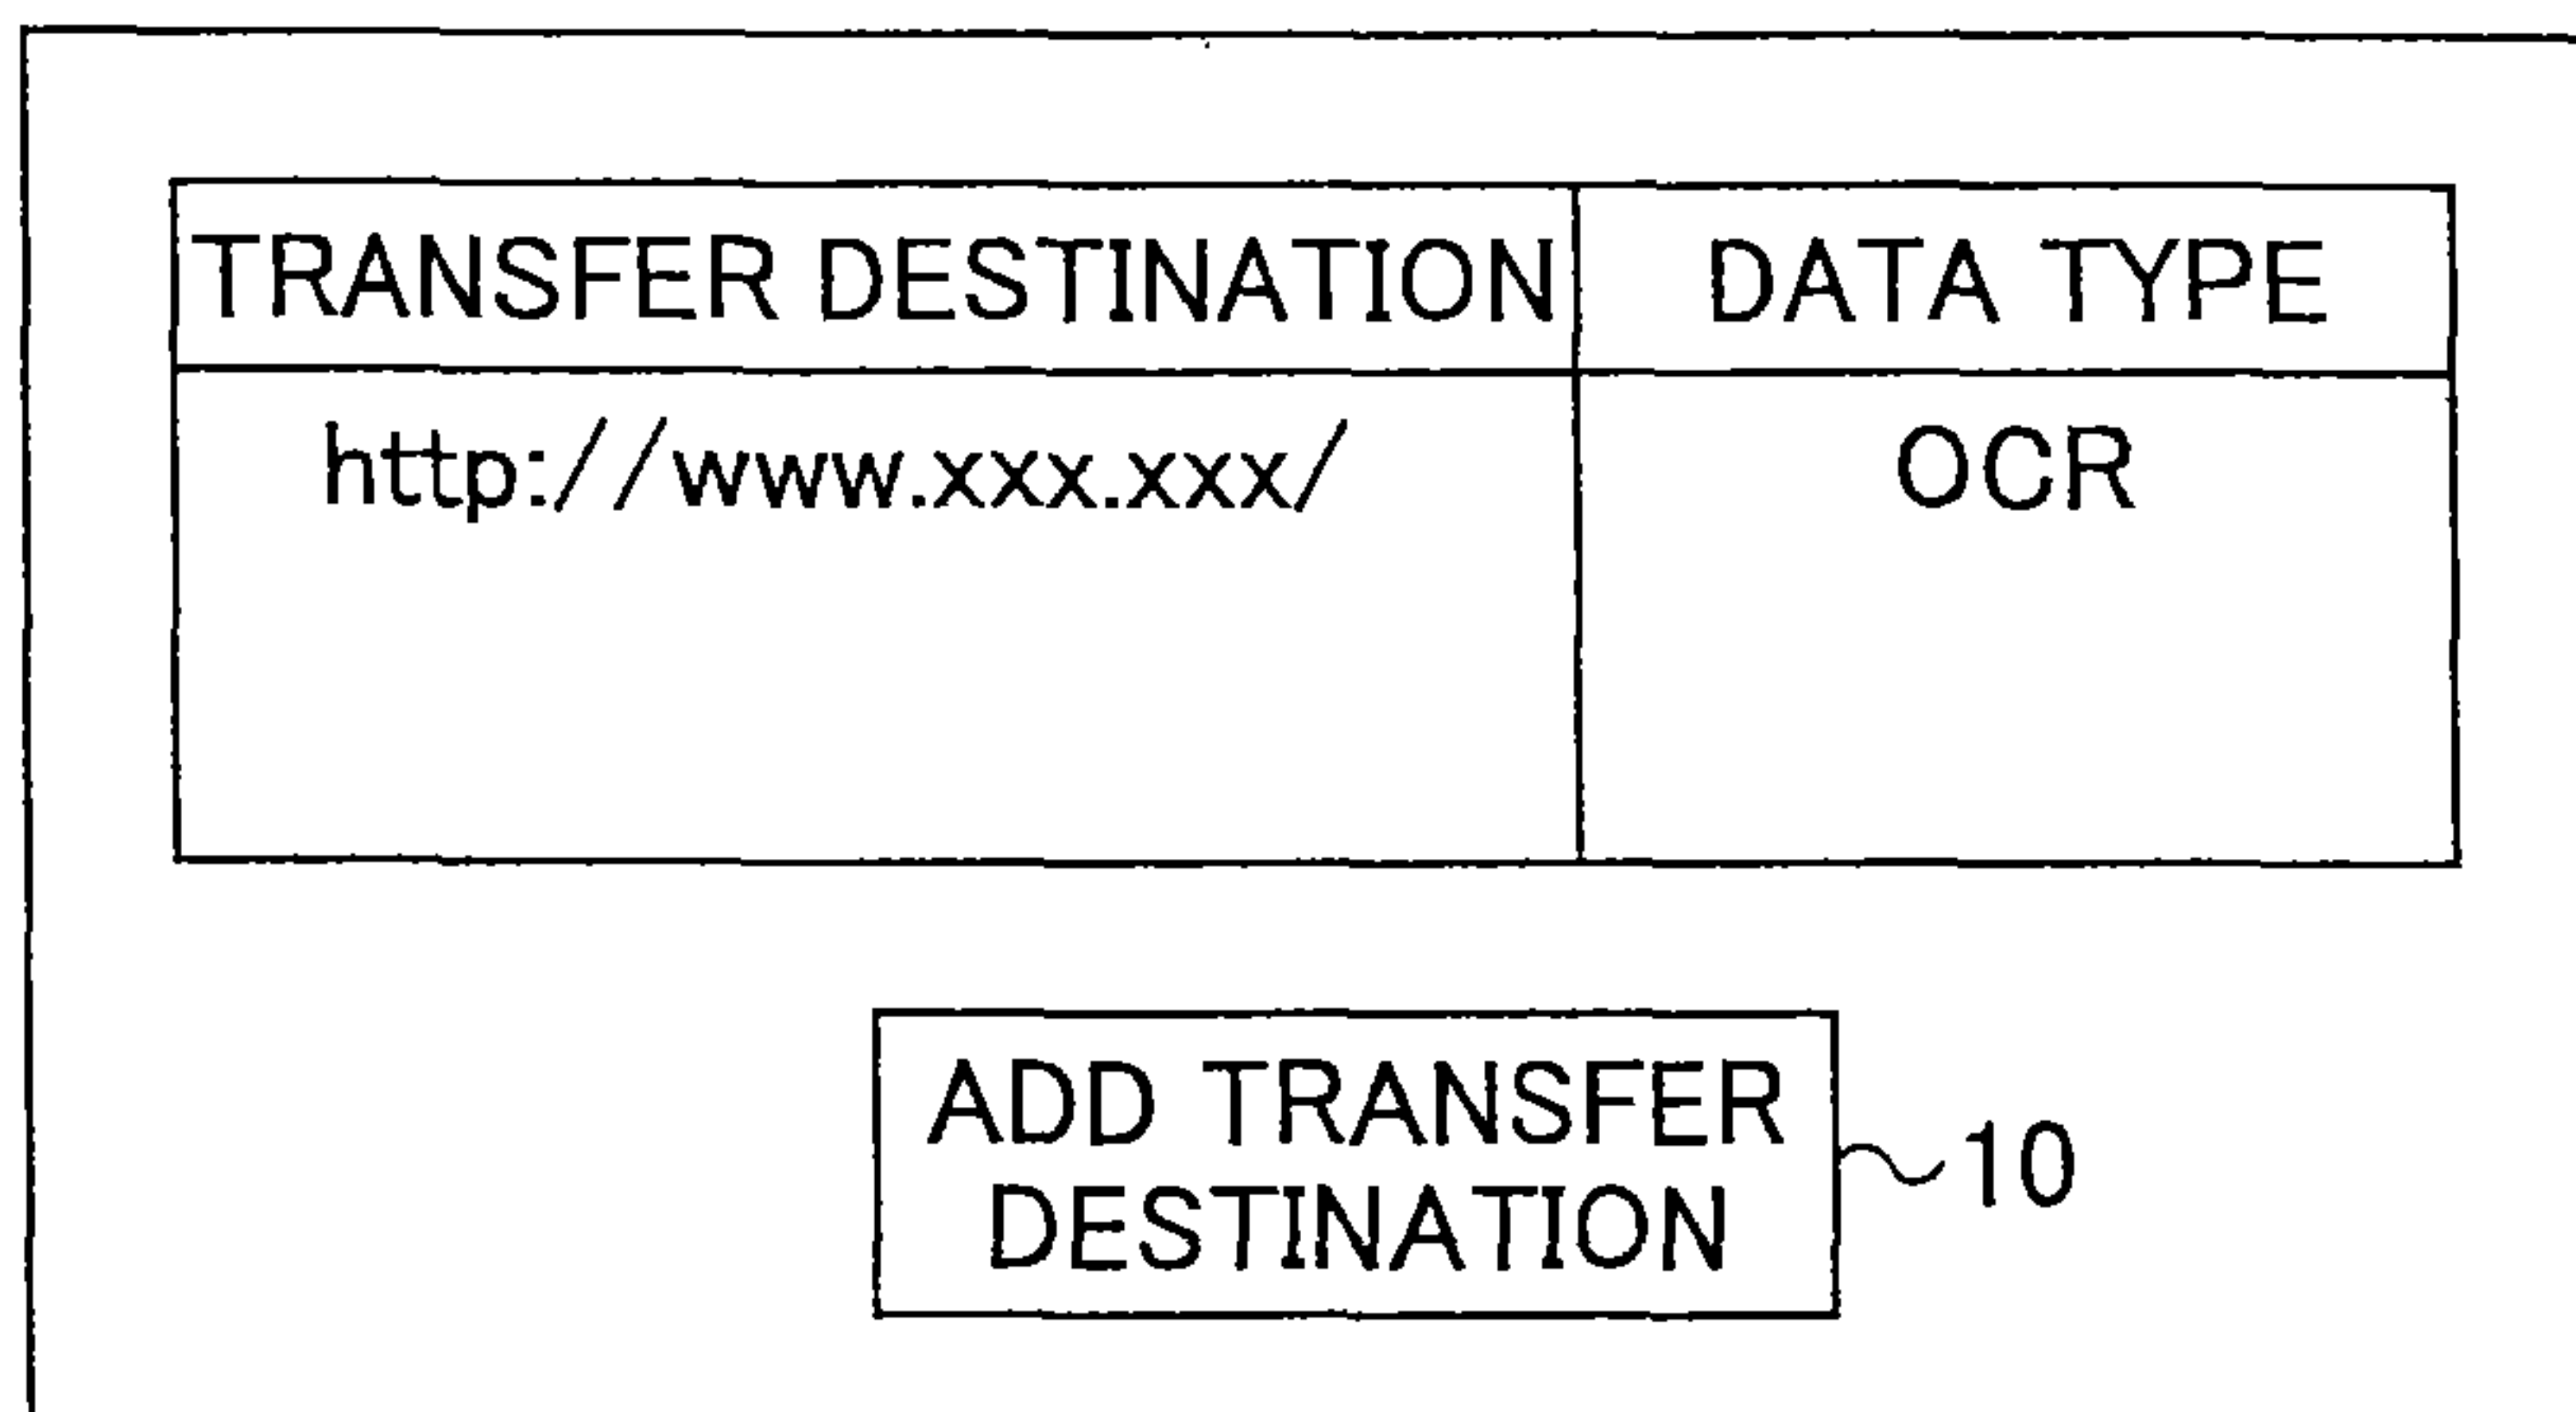 TRANSFER DESTINATION DATA TYPE
http://www.xxx.xxx/ OCR
ADD TRANSFER
DESTINATION
10